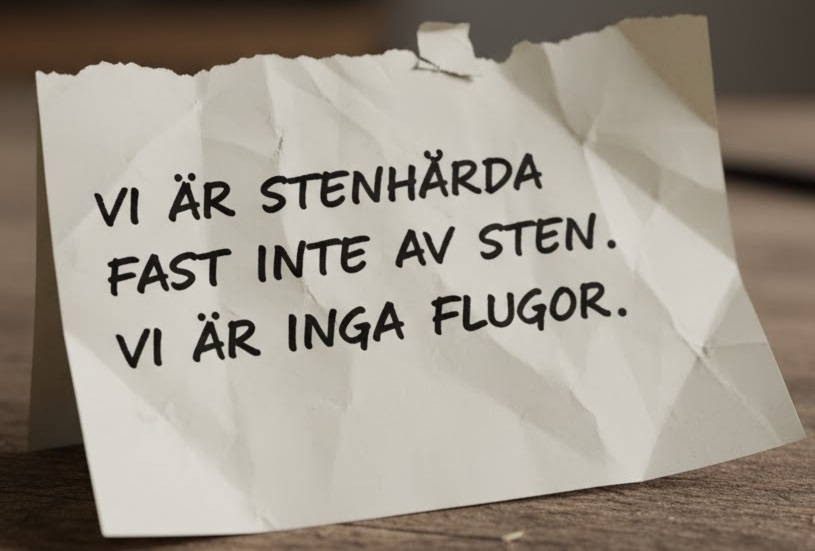 VI ÄR STENHÅRDA
FAST INTE AV STEN.
VI ÄR INGA FLUGOR.